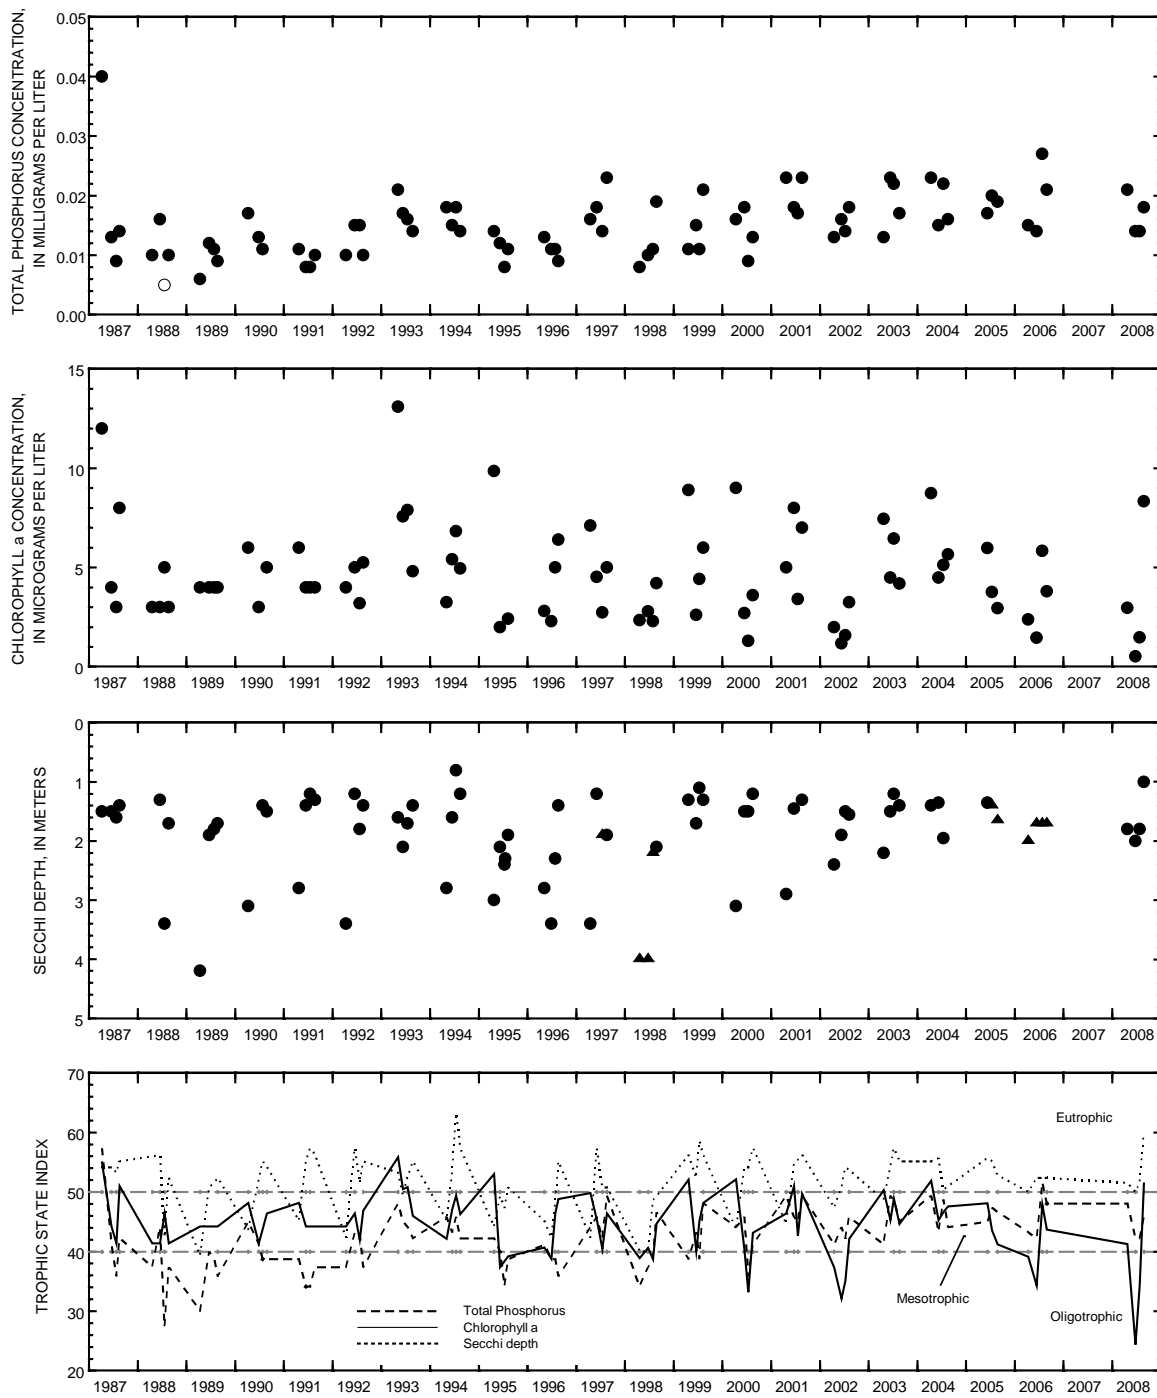 TOTAL PHOSPHORUS CONCENTRATION,
IN MILLIGRAMS PER LITER
0.05
0.04
0.03
0.02
0.01
0.00
1987 1988 1989 1990 1991 1992 1993 1994 1995 1996 1997 1998 1999 2000 2001 2002 2003 2004 2005 2006 2007 2008
CHLOROPHYLL a CONCENTRATION,
IN MICROGRAMS PER LITER
15
10
5
0
1987 1988 1989 1990 1991 1992 1993 1994 1995 1996 1997 1998 1999 2000 2001 2002 2003 2004 2005 2006 2007 2008
SECCHI DEPTH, IN METERS
0
1
2
3
4
5
1987 1988 1989 1990 1991 1992 1993 1994 1995 1996 1997 1998 1999 2000 2001 2002 2003 2004 2005 2006 2007 2008
TROPHIC STATE INDEX
70
60
50
40
30
20
Eutrophic
Mesotrophic
Oligotrophic
Total Phosphorus
Chlorophyll a
Secchi depth
1987 1988 1989 1990 1991 1992 1993 1994 1995 1996 1997 1998 1999 2000 2001 2002 2003 2004 2005 2006 2007 2008